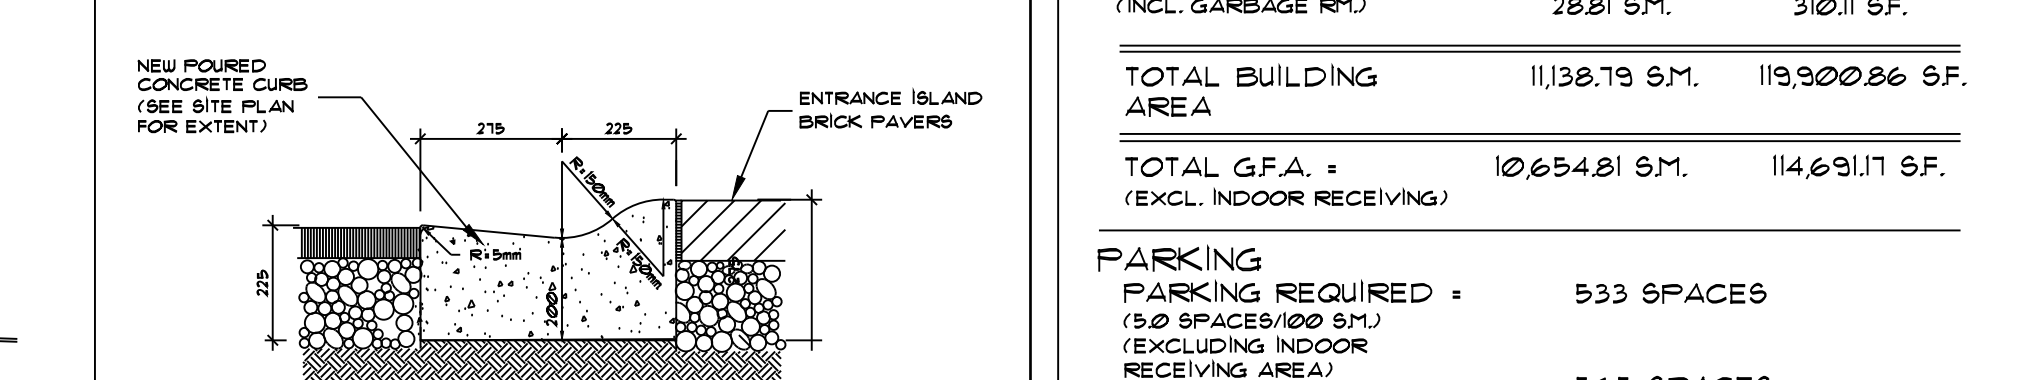 NEW POURED
CONCRETE CURB
(SEE SITE PLAN
FOR EXTENT)
275
225
ENTRANCE ISLAND
BRICK PAVERS
R=150mm
R=150mm
R=5mm
225
200
275
(INCL. GARBAGE RM.) 28.81 S.M. 310.11 S.F.
TOTAL BUILDING 11,138.79 S.M. 119,900.86 S.F.
AREA
TOTAL G.F.A. = 10,654.81 S.M. 114,691.17 S.F.
(EXCL. INDOOR RECEIVING)
PARKING
PARKING REQUIRED = 533 SPACES
(5.0 SPACES/100 S.M.)
(EXCLUDING INDOOR
RECEIVING AREA)
SPACES